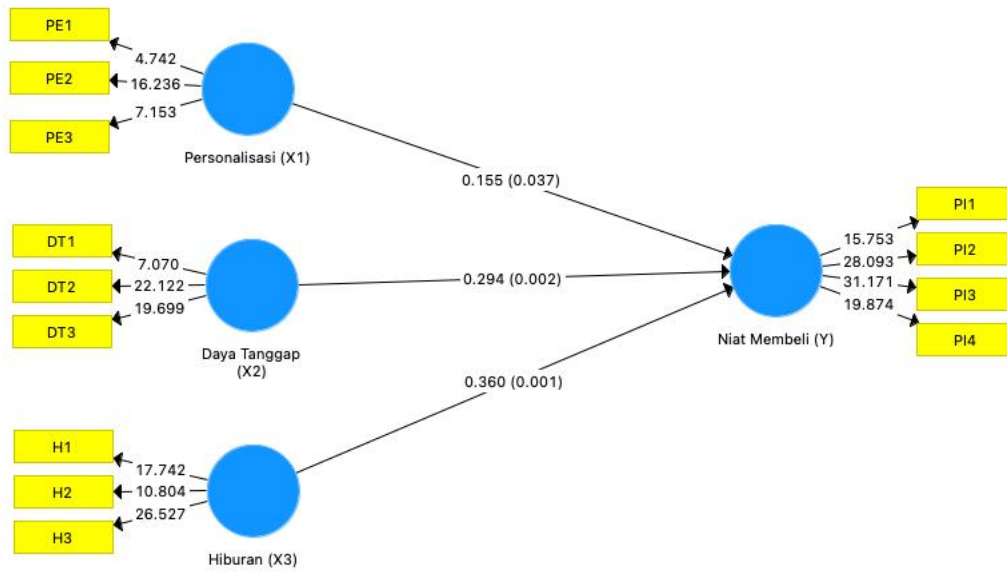 PE1
4.742
PE2
16.236
7.153
PE3
Personalisasi (X1)
0.155 (0.037)
DT1
7.070
DT2
22.122
19.699
DT3
Daya Tanggap
(X2)
0.294 (0.002)
H1
17.742
H2
10.804
26.527
H3
Hiburan (X3)
0.360 (0.001)
PI1
15.753
PI2
28.093
31.171
PI3
19.874
PI4
Niat Membeli (Y)